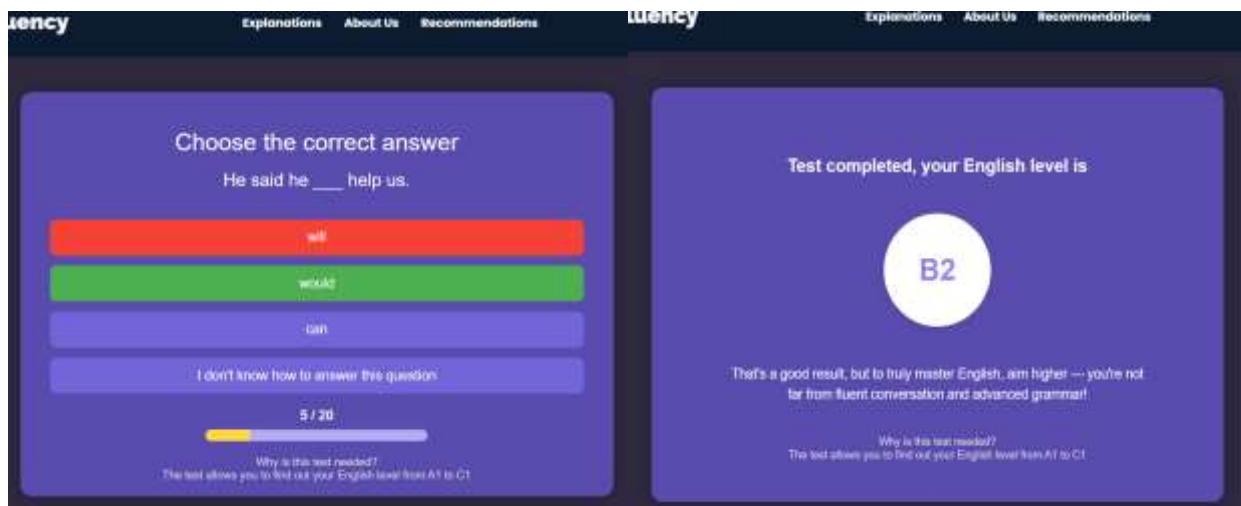 uency
Explanations About Us Recommendations
Choose the correct answer
He said he ___ help us.
will
would
can
I don't know how to answer this question
5 / 20
Why is this test needed?
The test allows you to find out your English level from A1 to C1
uency
Explanations About Us Recommendations
Test completed, your English level is
B2
That's a good result, but to truly master English, aim higher — you're not
far from fluent conversation and advanced grammar!
Why is this test needed?
The test allows you to find out your English level from A1 to C1